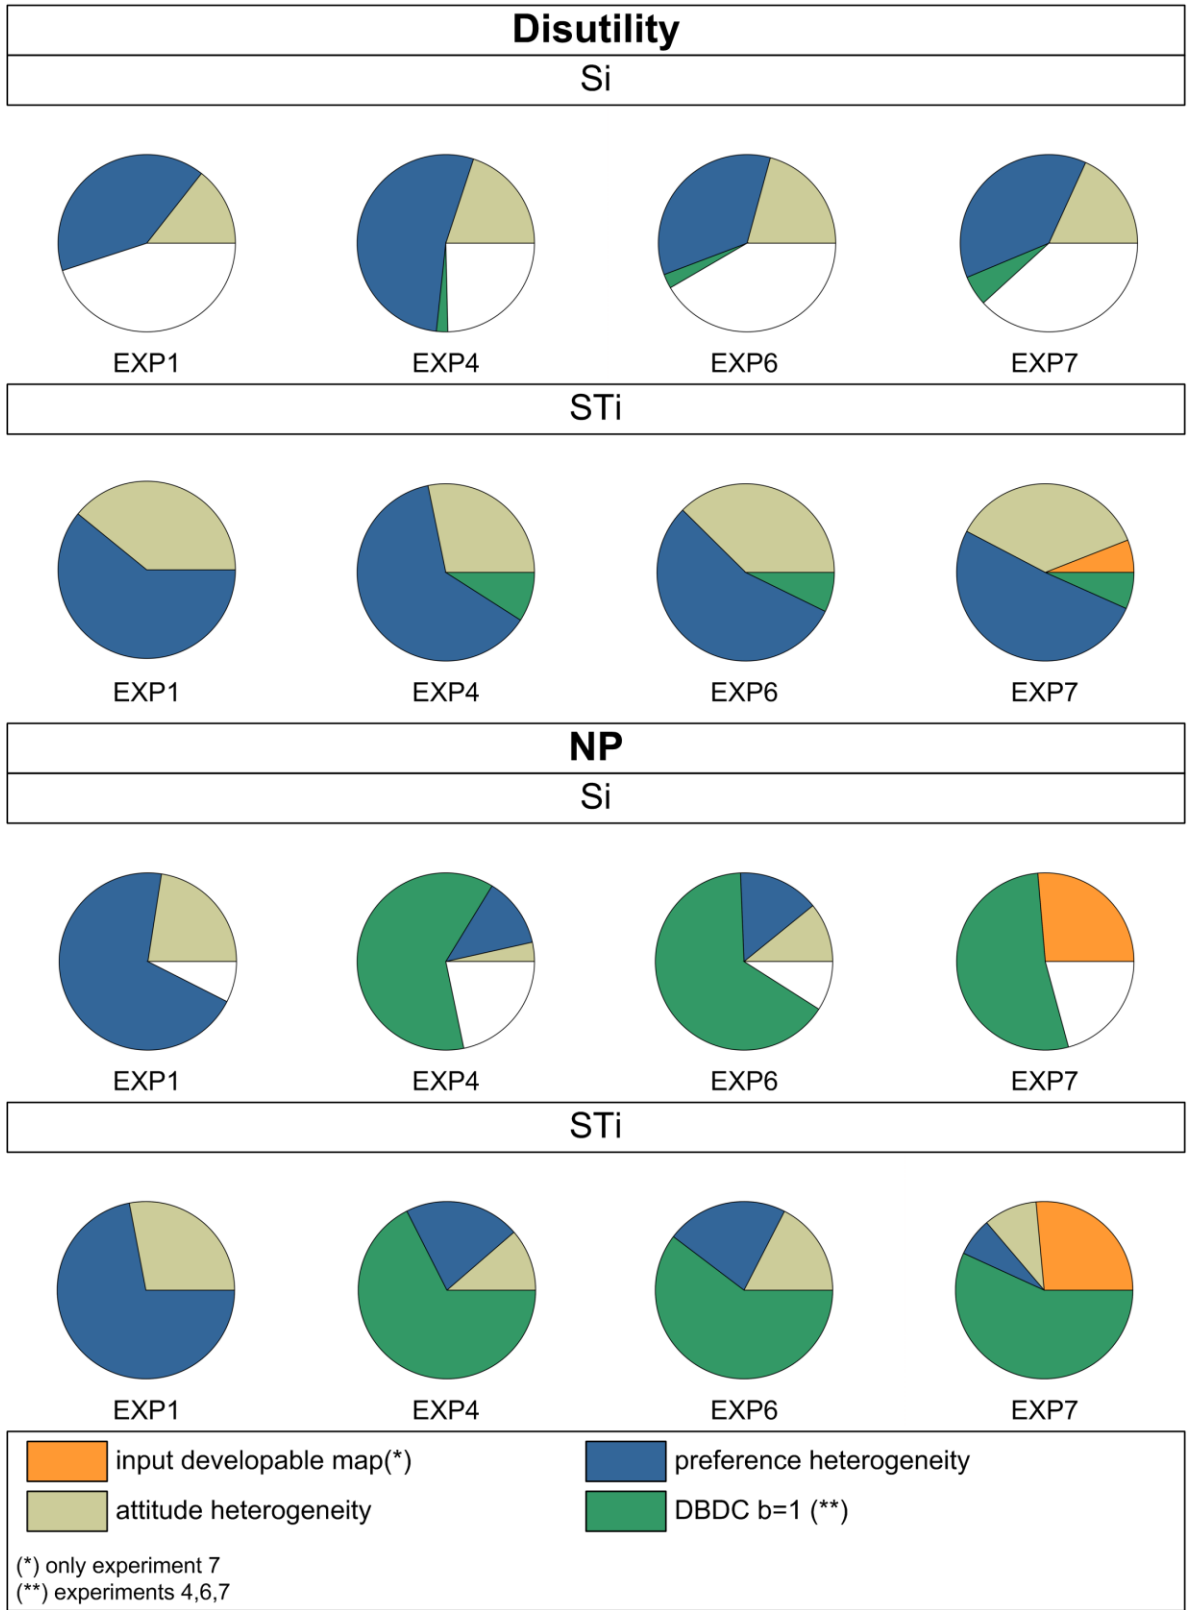 Disutility
Si
EXP1 EXP4 EXP6 EXP7
STi
EXP1 EXP4 EXP6 EXP7
NP
Si
EXP1 EXP4 EXP6 EXP7
STi
EXP1 EXP4 EXP6 EXP7
input developable map(*) preference heterogeneity
attitude heterogeneity DBDC b=1 (**)
(*) only experiment 7
(**) experiments 4,6,7